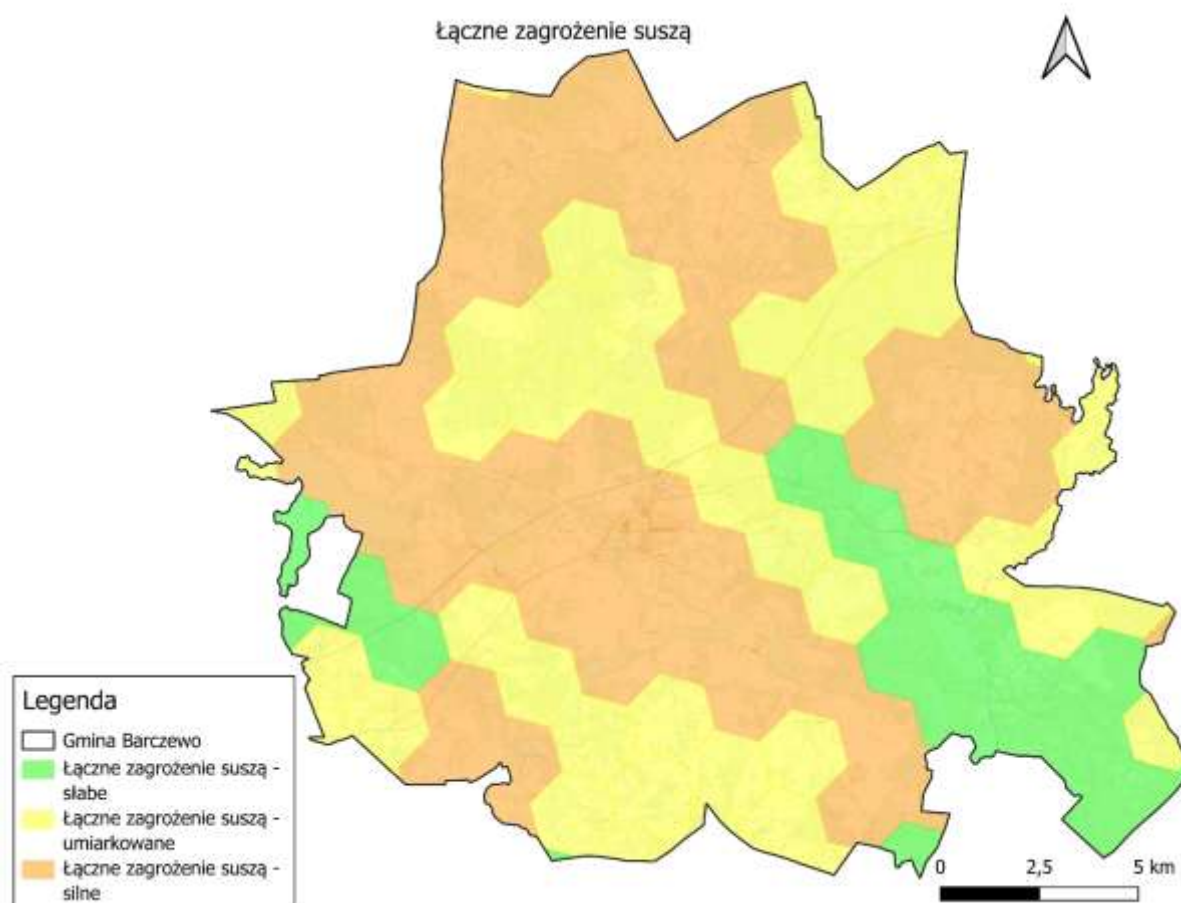 Łączne zagrożenie suszą
Legenda
Gmina Barczewo
Łączne zagrożenie suszą -
słabe
Łączne zagrożenie suszą -
umiarkowane
Łączne zagrożenie suszą -
silne
0 2,5 5 km